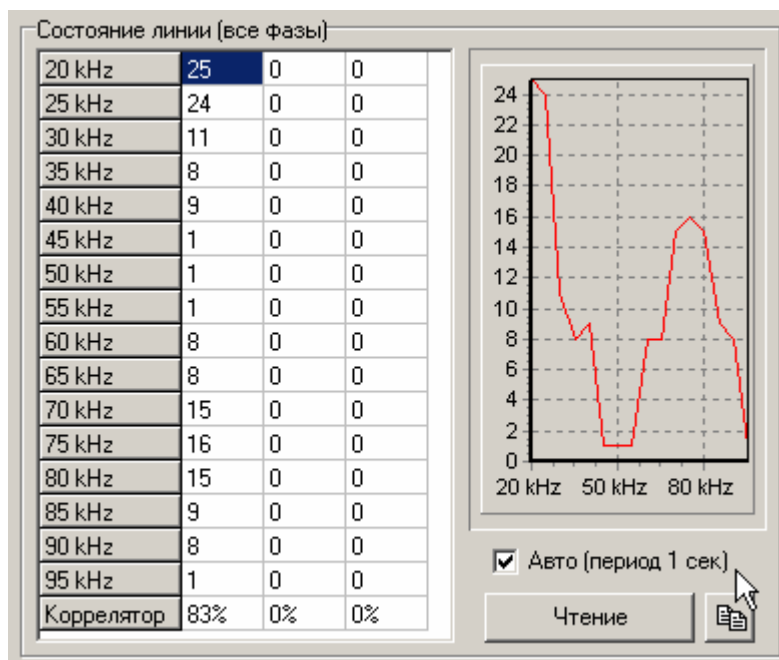 Состояние линии (все фазы)
20 kHz 25 0 0
25 kHz 24 0 0
30 kHz 11 0 0
35 kHz 8 0 0
40 kHz 9 0 0
45 kHz 1 0 0
50 kHz 1 0 0
55 kHz 1 0 0
60 kHz 8 0 0
65 kHz 8 0 0
70 kHz 15 0 0
75 kHz 16 0 0
80 kHz 15 0 0
85 kHz 9 0 0
90 kHz 8 0 0
95 kHz 1 0 0
Коррелятор 83% 0% 0%
24
22
20
18
16
14
12
10
8
6
4
2
0
20 kHz 50 kHz 80 kHz
Авто (период 1 сек)
Чтение